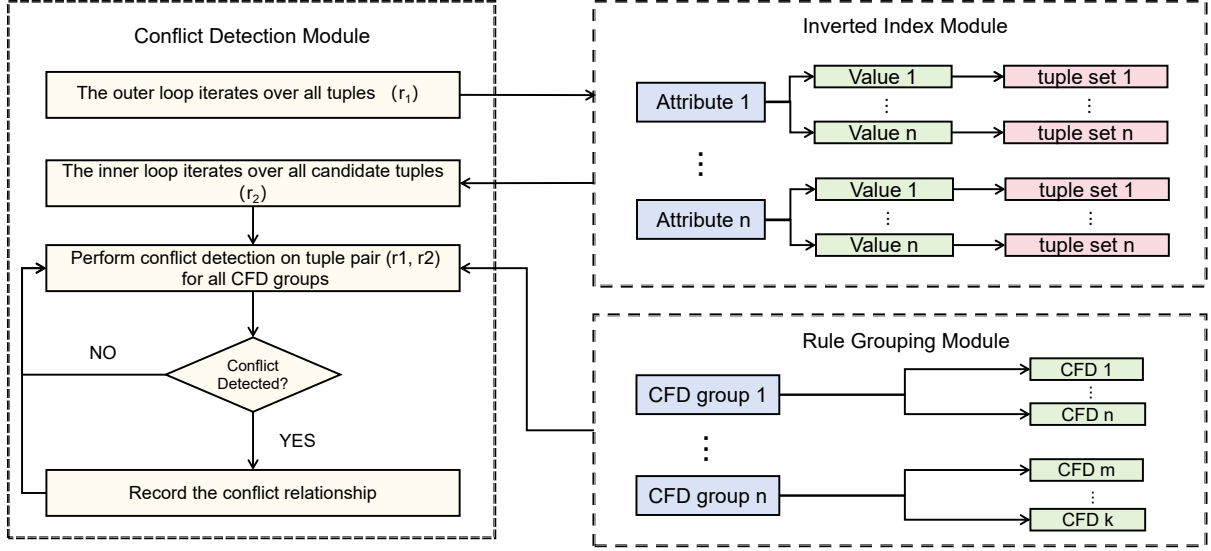 Conflict Detection Module
The outer loop iterates over all tuples (r₁)
The inner loop iterates over all candidate tuples
(r₂)
Perform conflict detection on tuple pair (r1, r2)
for all CFD groups
NO
Conflict
Detected?
YES
Record the conflict relationship
Inverted Index Module
Attribute 1
Value 1
tuple set 1
⋮
⋮
Value n
tuple set n
⋮
Attribute n
Value 1
tuple set 1
⋮
⋮
Value n
tuple set n
Rule Grouping Module
CFD group 1
CFD 1
⋮
CFD n
⋮
CFD group n
CFD m
⋮
CFD k